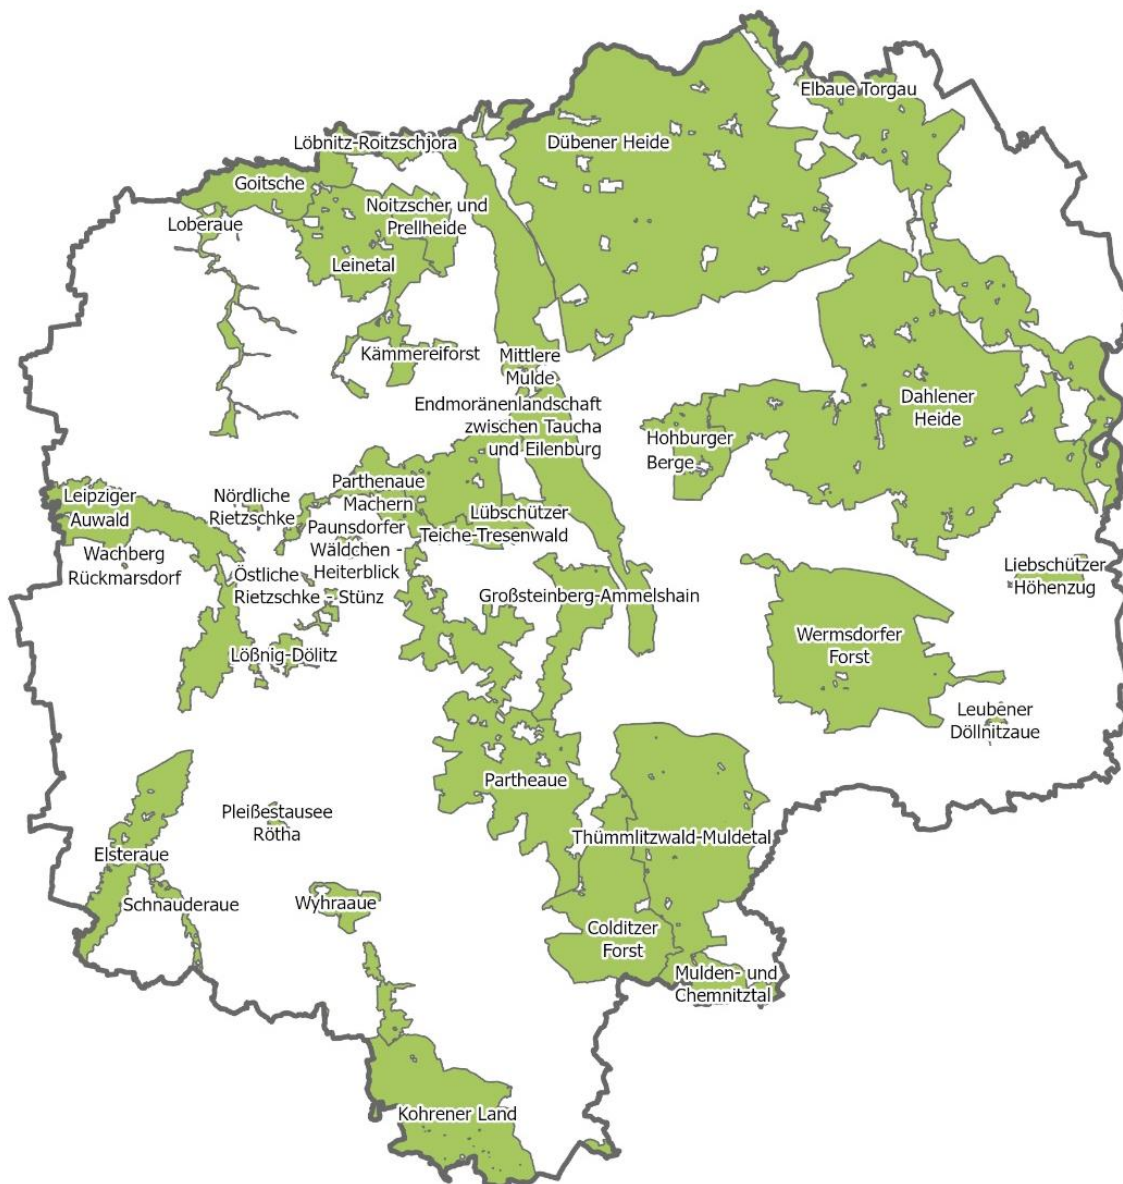 Elbaue Torgau
Löbnitz-Roitzschjora
Dübener Heide
Goitsche
Noitzscher und
Prellheide
Loberaue
Leinetal
Kämmereiforst
Mittlere
Mulde
Endmoränenlandschaft
zwischen Taucha
und Eilenburg
Dahlener
Heide
Hohburger
Berge
Leipziger
Auwald
Nördliche
Rietzschke
Parthenaue
Machern
Paunsdorfer
Wäldchen -
Heiterblick
Lübschützer
Teiche-Tresenwald
Wachberg
Rückmarsdorf
Östliche
Rietzschke - Stünz
Großsteinberg-Ammelshain
Liebschützer
Höhenzug
Wermsdorfer
Forst
Lößnig-Dölitz
Leubener
Döllnitzaue
Partheaue
Pleißestausee
Rötha
Thümmlitzwald-Muldetal
Elsteraue
Schnauderaue
Wyhraaue
Colditzer
Forst
Mulden- und
Chemnitztal
Kohrener Land